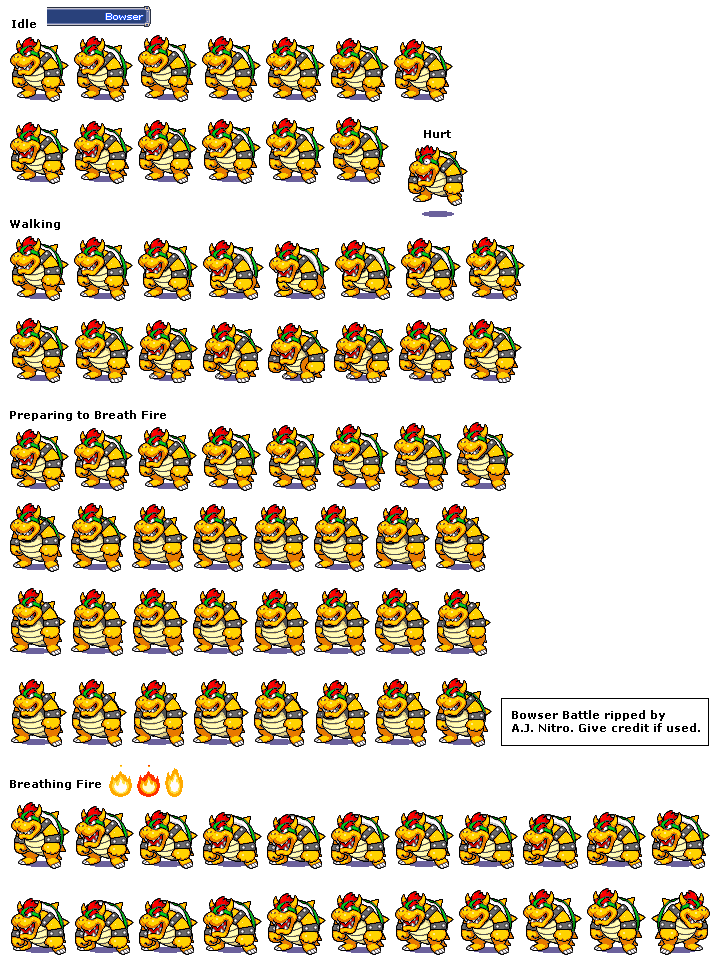 Idle
Bowser
Hurt
Walking
Preparing to Breath Fire
Bowser Battle ripped by
A.J. Nitro. Give credit if used.
Breathing Fire